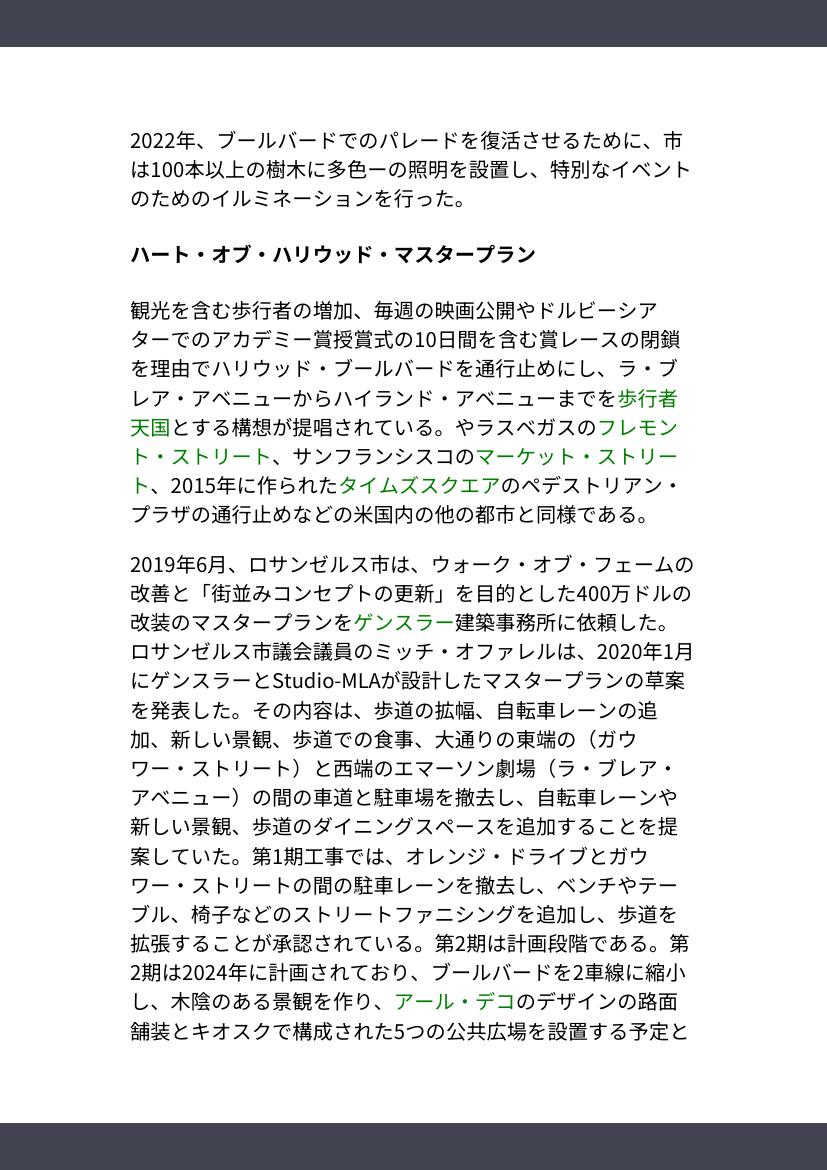 2022年、ブールバードでのパレードを復活させるために、市
は100本以上の樹木に多色ーの照明を設置し、特別なイベント
のためのイルミネーションを行った。
ハート・オブ・ハリウッド・マスタープラン
観光を含む歩行者の増加、毎週の映画公開やドルビーシア
ターでのアカデミー賞授賞式の10日間を含む賞レースの閉鎖
を理由でハリウッド・ブールバードを通行止めにし、ラ・ブ
レア・アベニューからハイランド・アベニューまでを歩行者
天国とする構想が提唱されている。やラスベガスのフレモン
ト・ストリート、サンフランシスコのマーケット・ストリー
ト、2015年に作られたタイムズスクエアのペデストリアン・
プラザの通行止めなどの米国内の他の都市と同様である。
2019年6月、ロサンゼルス市は、ウォーク・オブ・フェームの
改善と「街並みコンセプトの更新」を目的とした400万ドルの
改装のマスタープランをゲンスラー建築事務所に依頼した。
ロサンゼルス市議会議員のミッチ・オファレルは、2020年1月
にゲンスラーとStudio-MLAが設計したマスタープランの草案
を発表した。その内容は、歩道の拡幅、自転車レーンの追
加、新しい景観、歩道での食事、大通りの東端の（ガウ
ワー・ストリート）と西端のエマーソン劇場（ラ・ブレア・
アベニュー）の間の車道と駐車場を撤去し、自転車レーンや
新しい景観、歩道のダイニングスペースを追加することを提
案していた。第1期工事では、オレンジ・ドライブとガウ
ワー・ストリートの間の駐車レーンを撤去し、ベンチやテー
ブル、椅子などのストリートファニシングを追加し、歩道を
拡張することが承認されている。第2期は計画段階である。第
2期は2024年に計画されており、ブールバードを2車線に縮小
し、木陰のある景観を作り、アール・デコのデザインの路面
舗装とキオスクで構成された5つの公共広場を設置する予定と